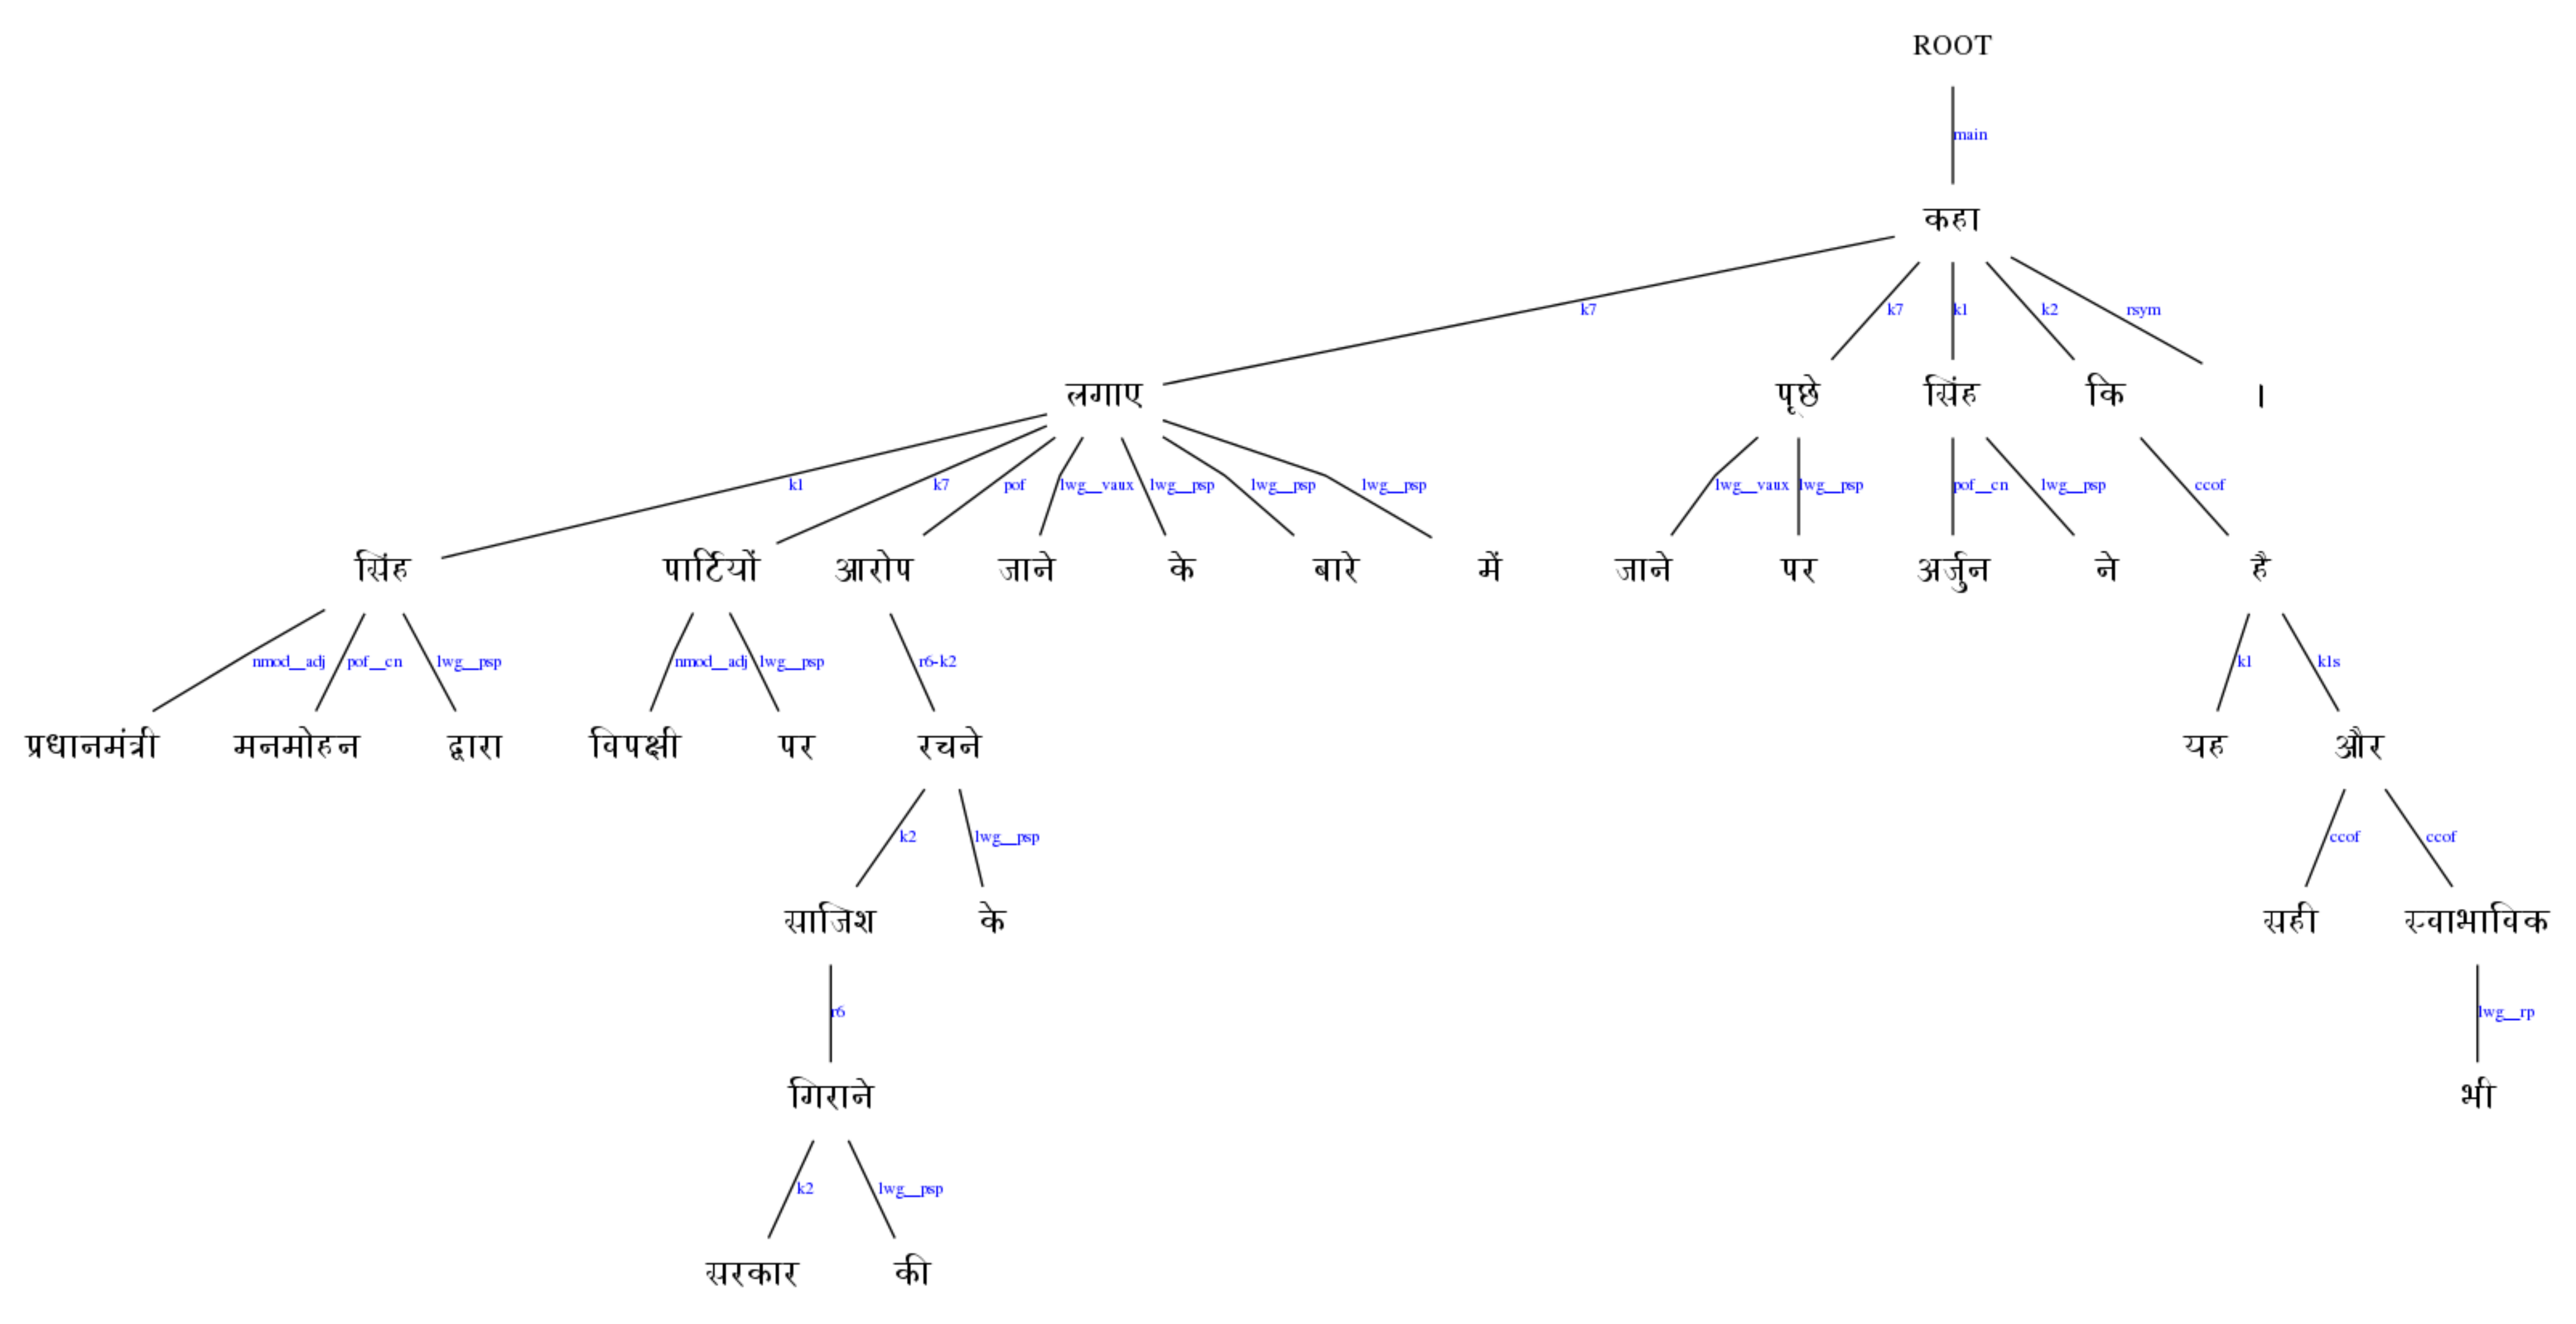 ROOT
main
कहा
k7 k7 k1 k2 rsym
लगाए पूछे सिंह कि ।
k1 k7 pof lwg__vaux lwg__psp lwg__psp lwg__psp lwg__vaux lwg__psp pof__cn lwg__psp ccof
सिंह पार्टियों आरोप जाने के बारे में जाने पर अर्जुन ने है
nmod__adj pof__cn lwg__psp nmod__adj lwg__psp r6-k2 k1 k1s
प्रधानमंत्री मनमोहन द्वारा विपक्षी पर रचने यह और
k2 lwg__psp ccof ccof
साजिश के सही स्वाभाविक
r6 lwg__rp
गिराने भी
k2 lwg__psp
सरकार की